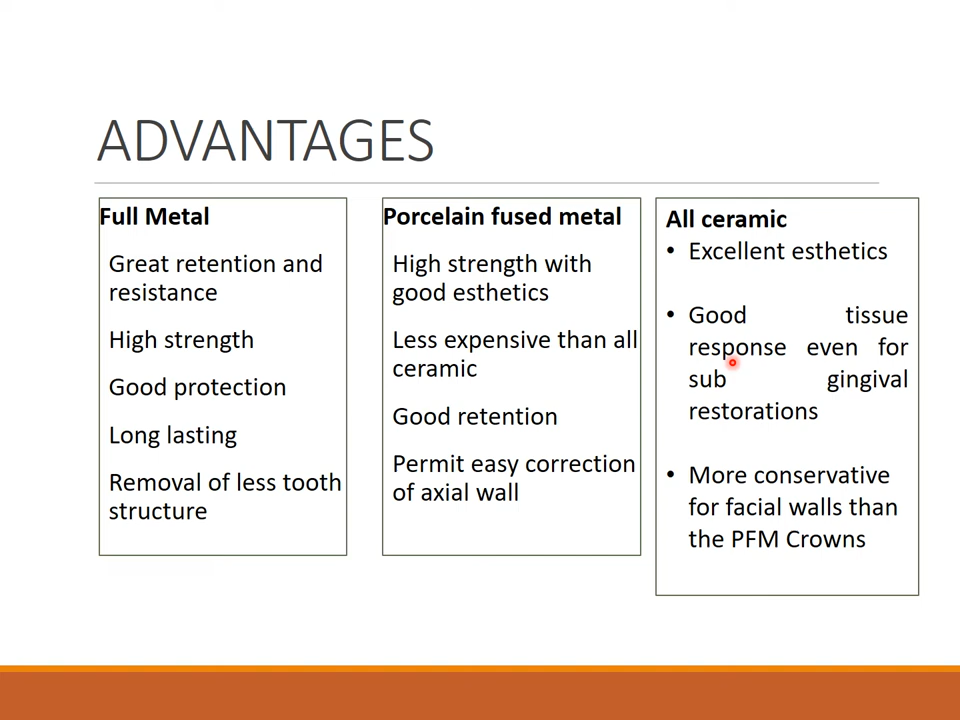 ADVANTAGES
Full Metal
Great retention and
resistance
High strength
Good protection
Long lasting
Removal of less tooth
structure
Porcelain fused metal
High strength with
good esthetics
Less expensive than all
ceramic
Good retention
Permit easy correction
of axial wall
All ceramic
• Excellent esthetics
• Good tissue
response even for
sub gingival
restorations
• More conservative
for facial walls than
the PFM Crowns